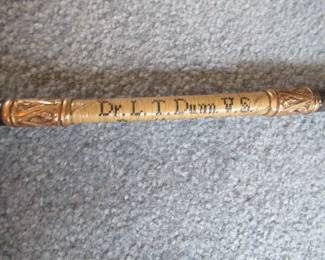 Dr. L. T. Dunn V. S.